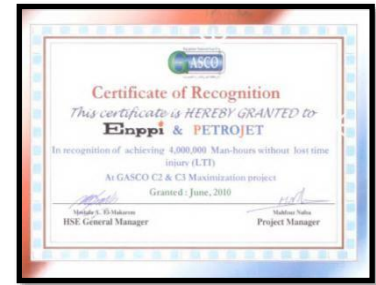 GASCO
Certificate of Recognition
This certificate is HEREBY GRANTED to
Enppi & PETROJET
In recognition of achieving 4,000,000 Man-hours without lost time
injury (LTI)
At GASCO C2 & C3 Maximization project
Granted : June, 2010
HSE General Manager
Project Manager